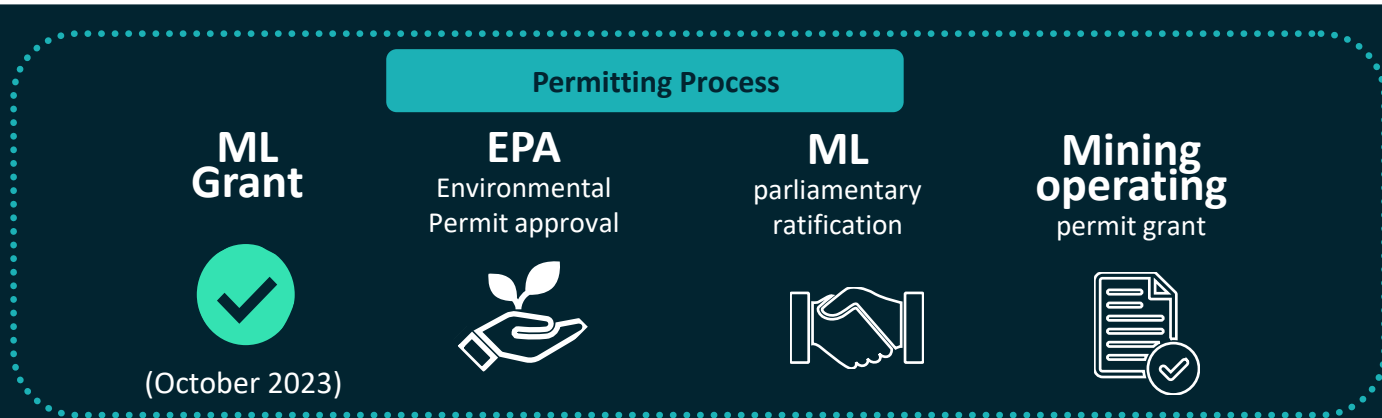 Permitting Process
ML
Grant
(October 2023)
EPA
Environmental
Permit approval
ML
parliamentary
ratification
Mining
operating
permit grant